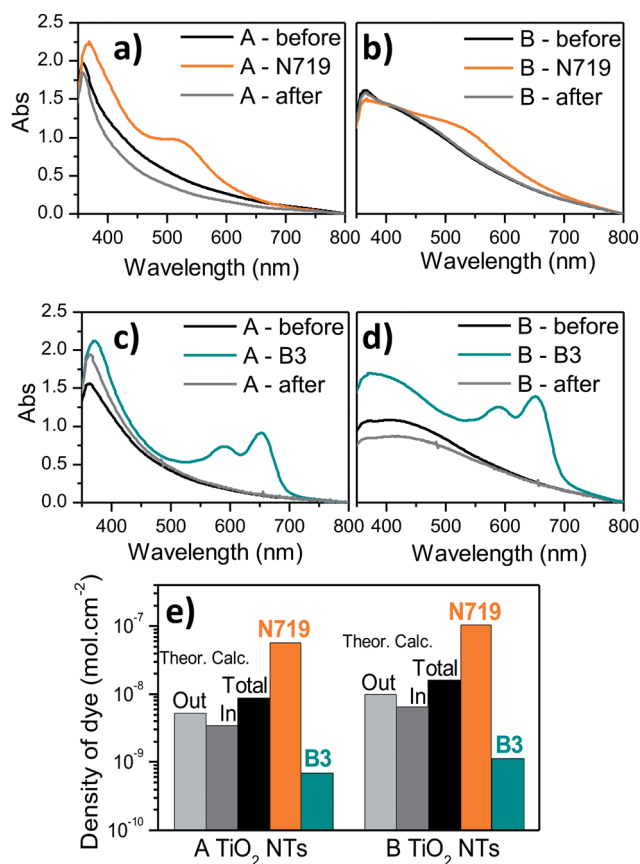 a)
A - before
A - N719
A - after
b)
B - before
B - N719
B - after
Abs
2.5
2.0
1.5
1.0
0.5
0.0
400 500 600 700 800
400 500 600 700 800
Wavelength (nm)
Wavelength (nm)
c)
A - before
A - B3
A - after
d)
B - before
B - B3
B - after
Abs
2.5
2.0
1.5
1.0
0.5
0.0
400 500 600 700 800
400 500 600 700 800
Wavelength (nm)
Wavelength (nm)
e)
Density of dye (mol.cm⁻²)
10⁻⁷
10⁻⁸
10⁻⁹
10⁻¹⁰
Theor. Calc.
Out
In
Total
N719
B3
Theor. Calc.
Out
In
Total
N719
B3
A TiO₂ NTs
B TiO₂ NTs